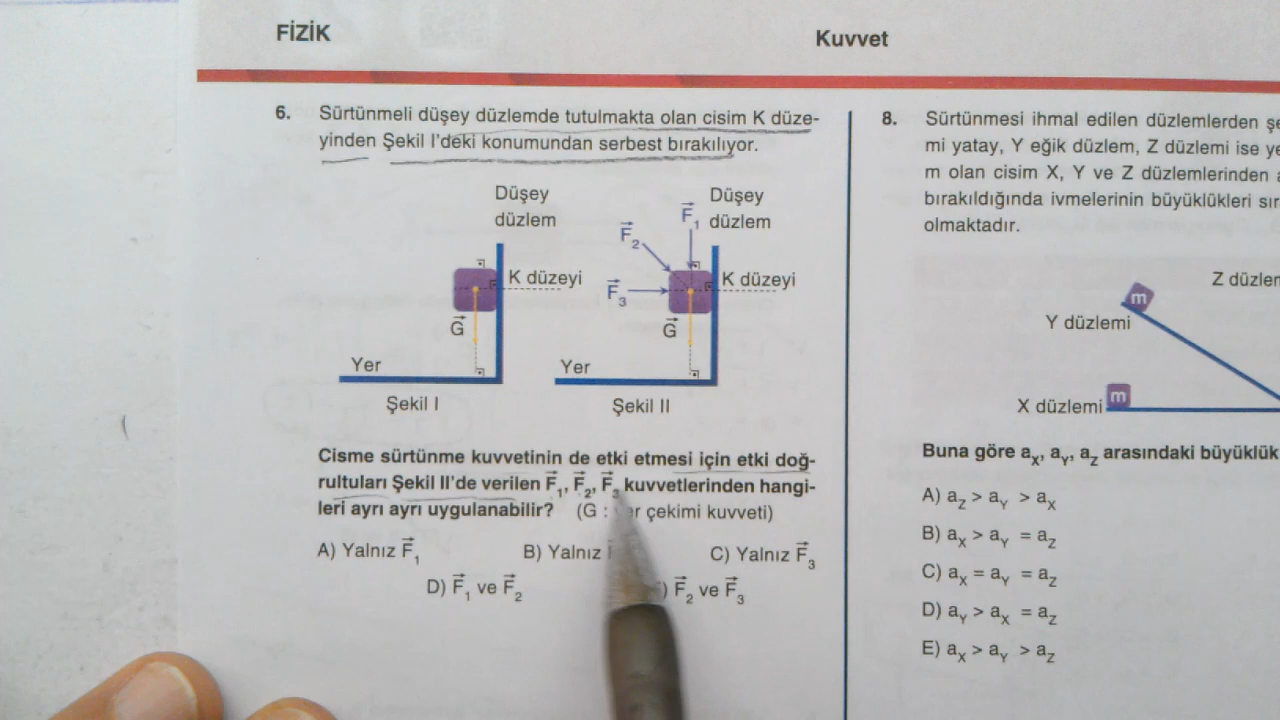 FİZİK
Kuvvet
6. Sürtünmeli düşey düzlemde tutulmakta olan cisim K düze-
yinden Şekil I'deki konumundan serbest bırakılıyor.
Düşey
düzlem
K düzeyi
G
Yer
Şekil I
Düşey
düzlem
F1
F2
F3
K düzeyi
G
Yer
Şekil II
Cisme sürtünme kuvvetinin de etki etmesi için etki doğ-
rultuları Şekil II'de verilen F1, F2, F3 kuvvetlerinden hangi-
leri ayrı ayrı uygulanabilir? (G : çekimi kuvveti)
A) Yalnız F1 B) Yalnız C) Yalnız F3
D) F1 ve F2 ) F2 ve F3
8. Sürtünmesi ihmal edilen düzlemlerden
mi yatay, Y eğik düzlem, Z düzlemi ise
m olan cisim X, Y ve Z düzlemlerinden
bırakıldığında ivmelerinin büyüklükleri
olmaktadır.
Z
m
Y düzlemi
m
X düzlemi
Buna göre aX, aY, aZ arasındaki
A) aZ > aY > aX
B) aX > aY = aZ
C) aX = aY = aZ
D) aY > aX = aZ
E) aX > aY > aZ